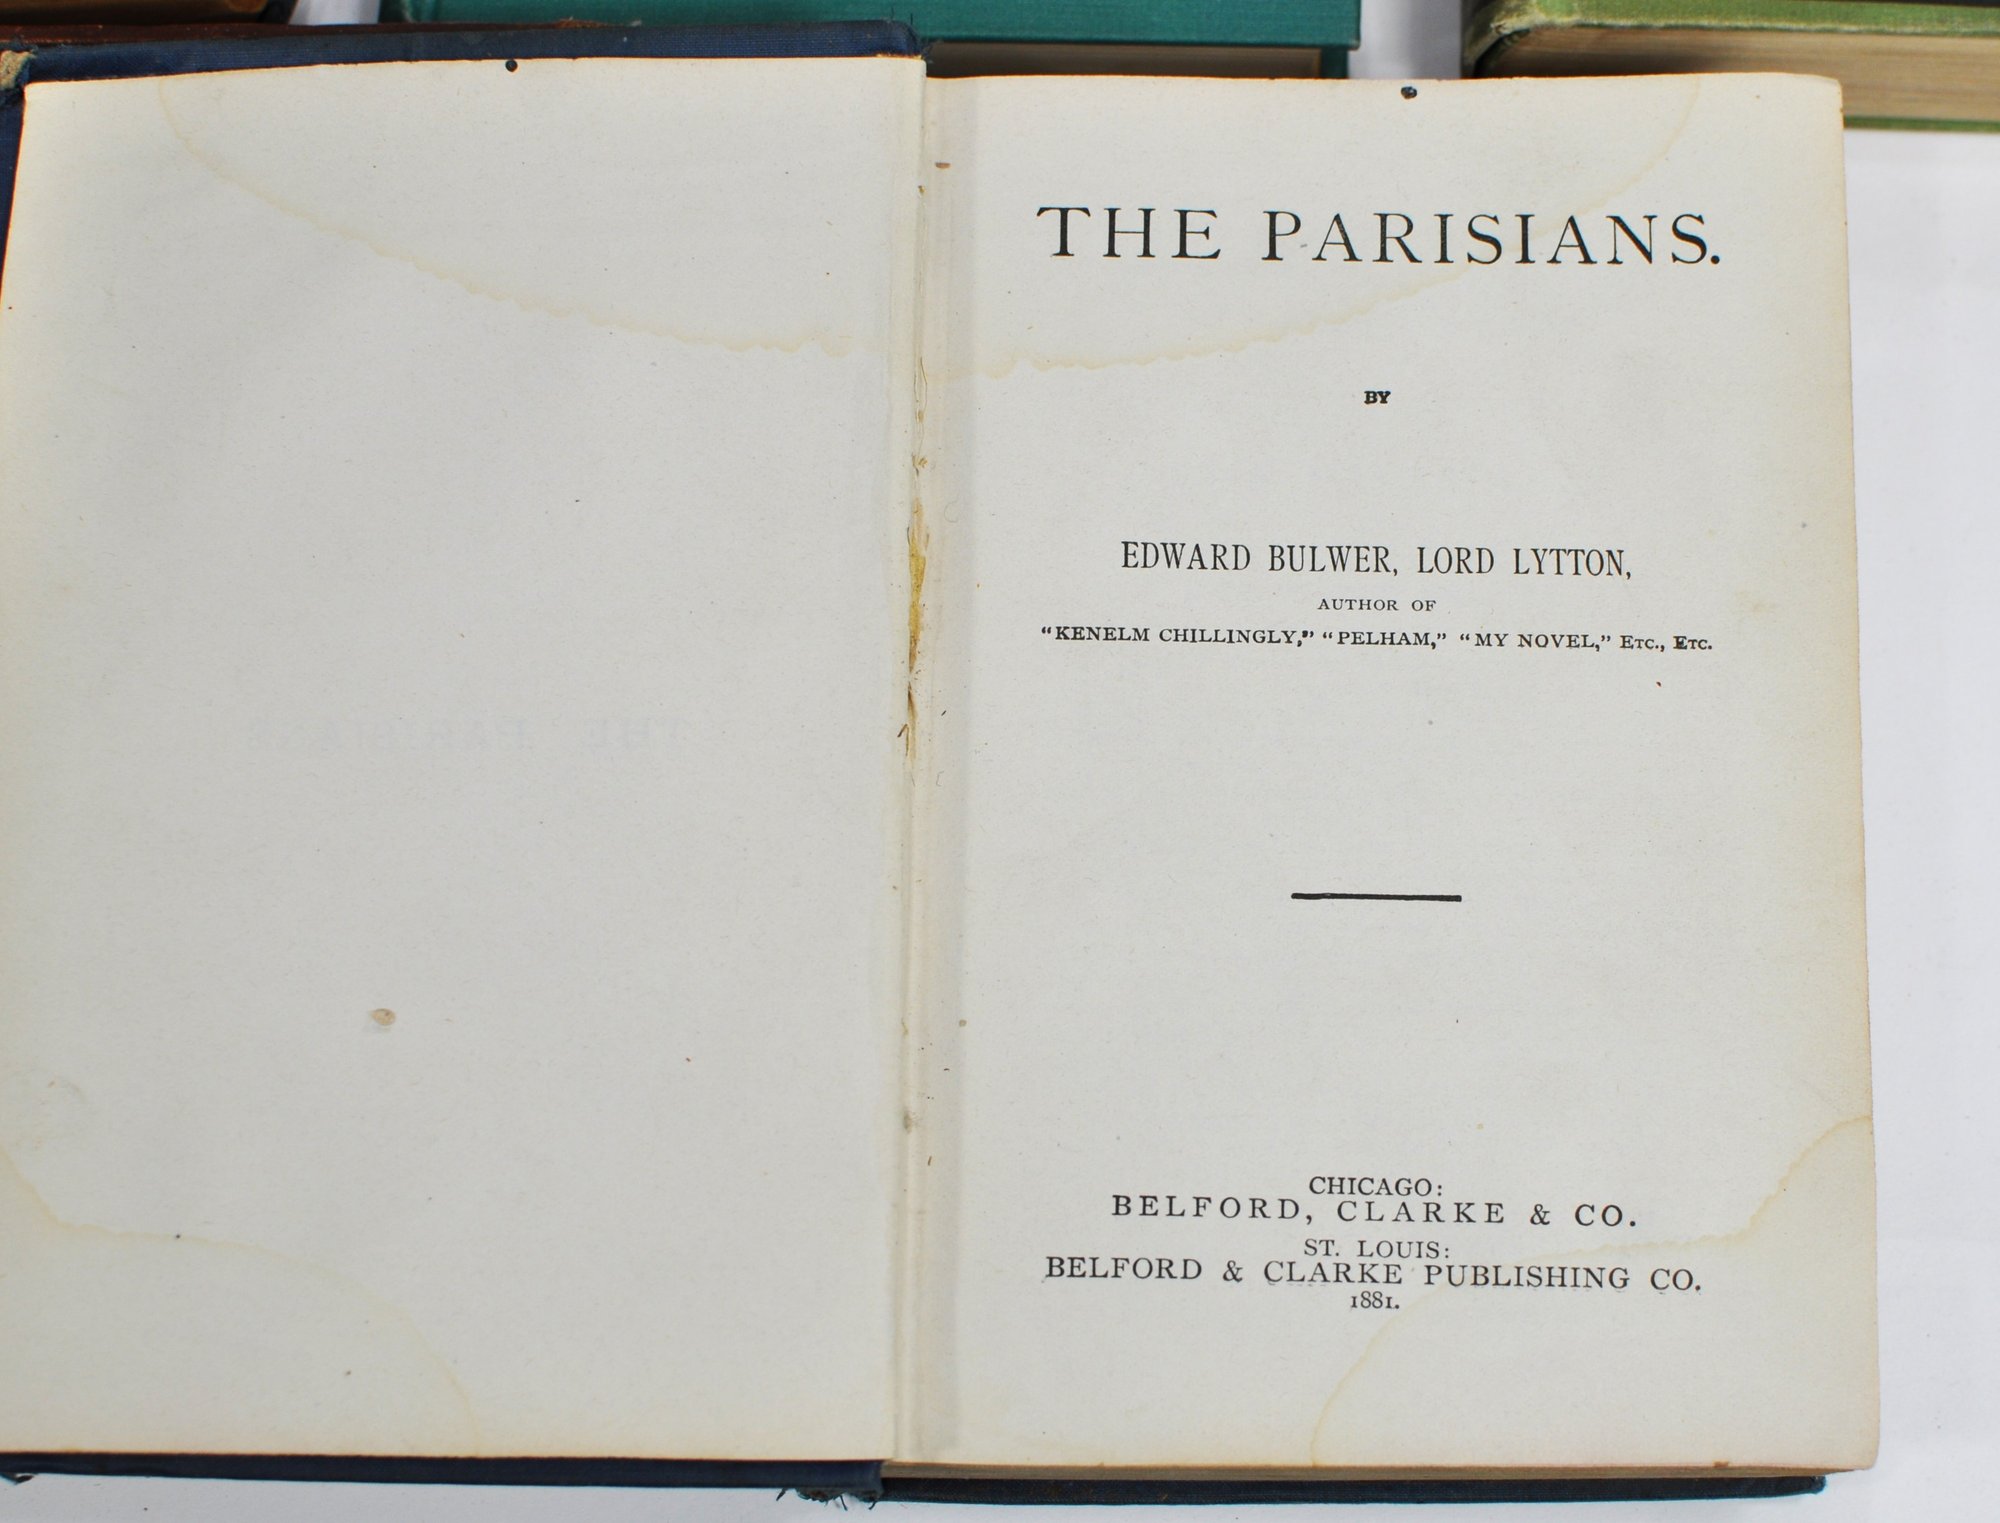 THE PARISIANS.
BY
EDWARD BULWER, LORD LYTTON,
AUTHOR OF
"KENELM CHILLINGLY," "PELHAM," "MY NOVEL," ETC., ETC.
CHICAGO:
BELFORD, CLARKE & CO.
ST. LOUIS:
BELFORD & CLARKE PUBLISHING CO.
1881.